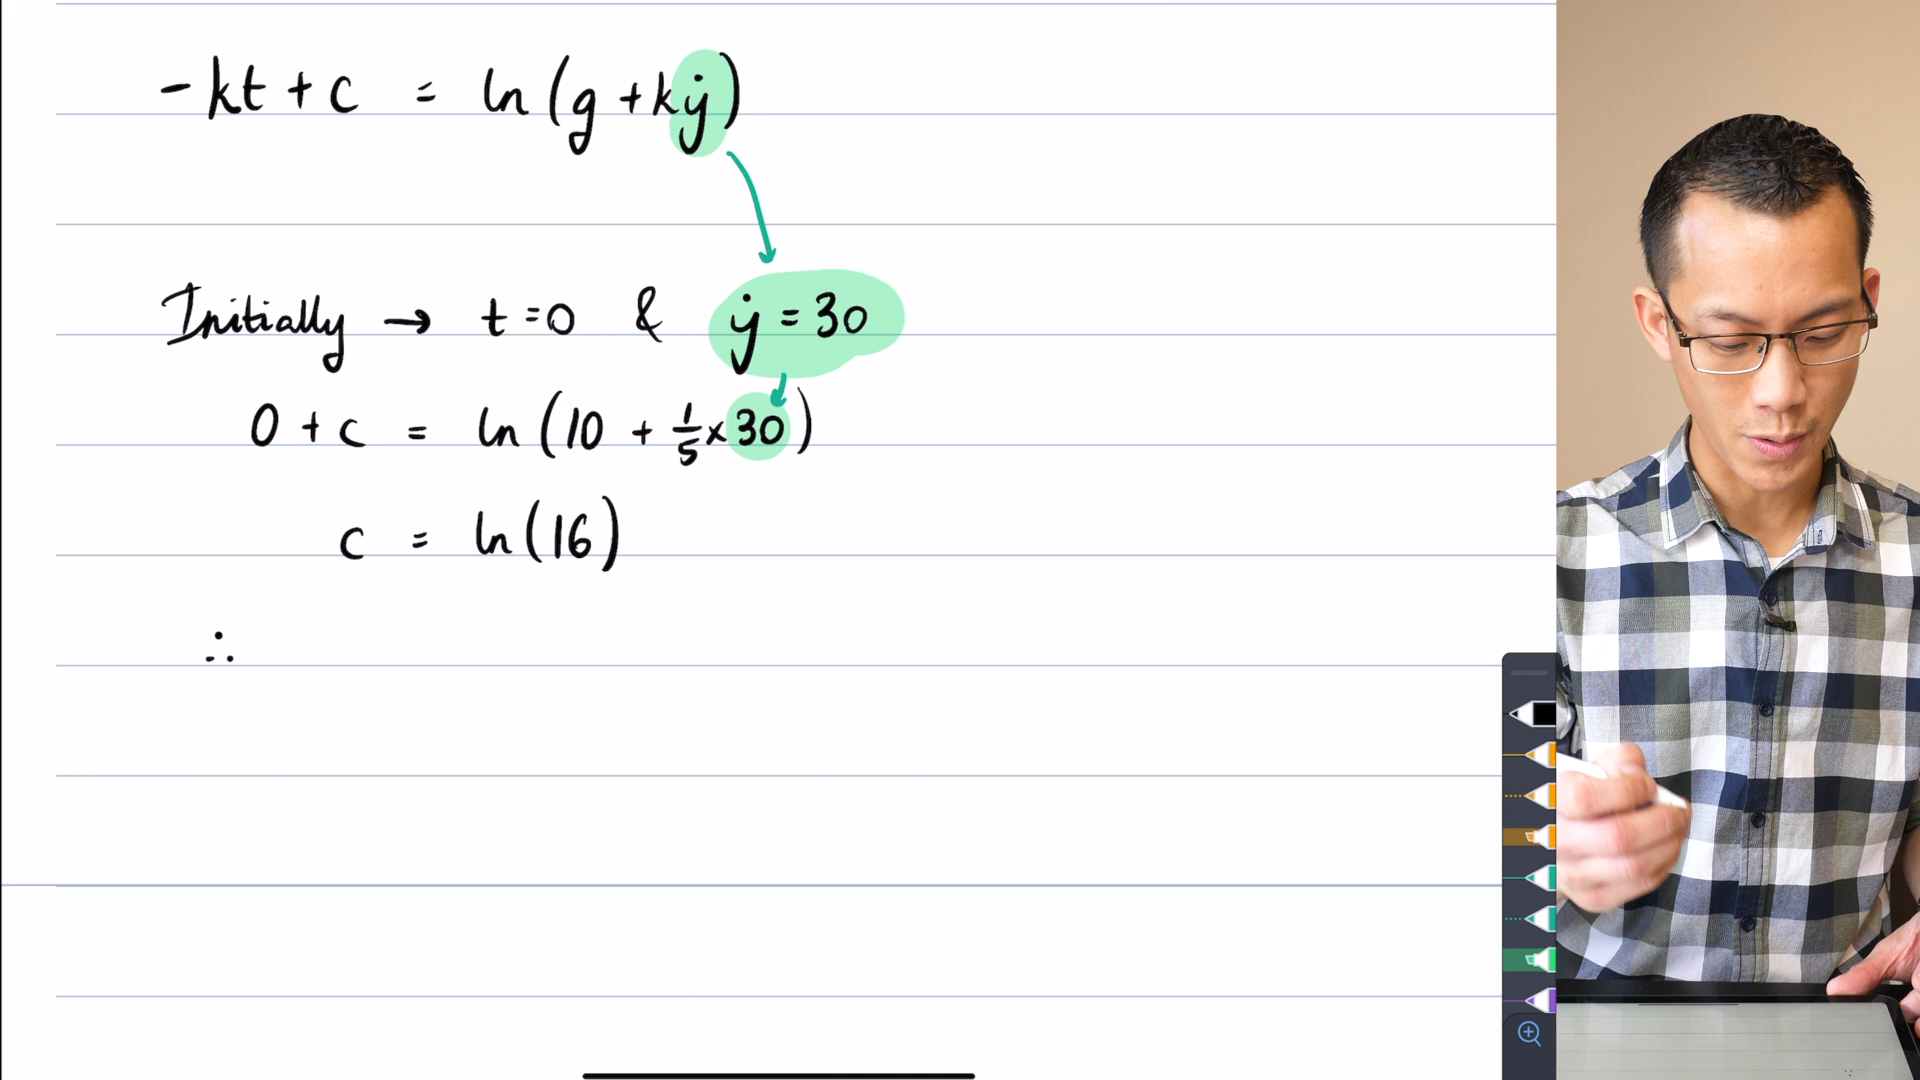 -kt + c = ln(g + kẏ)
Initially → t=0 & ẏ = 30
0 + c = ln(10 + 1/5 × 30)
c = ln(16)
∴